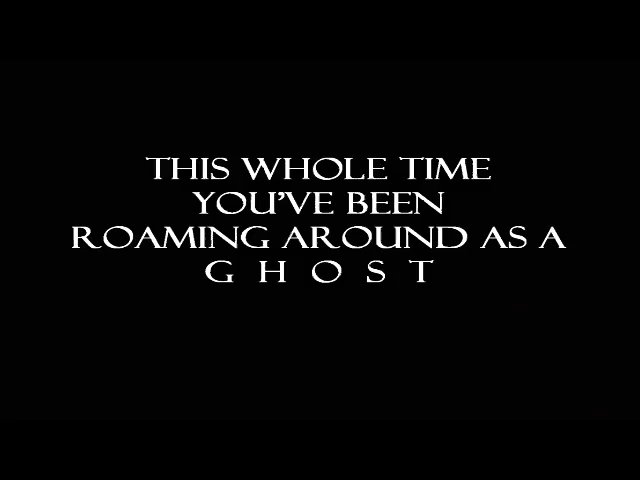 THIS WHOLE TIME
YOU'VE BEEN
ROAMING AROUND AS A
G H O S T